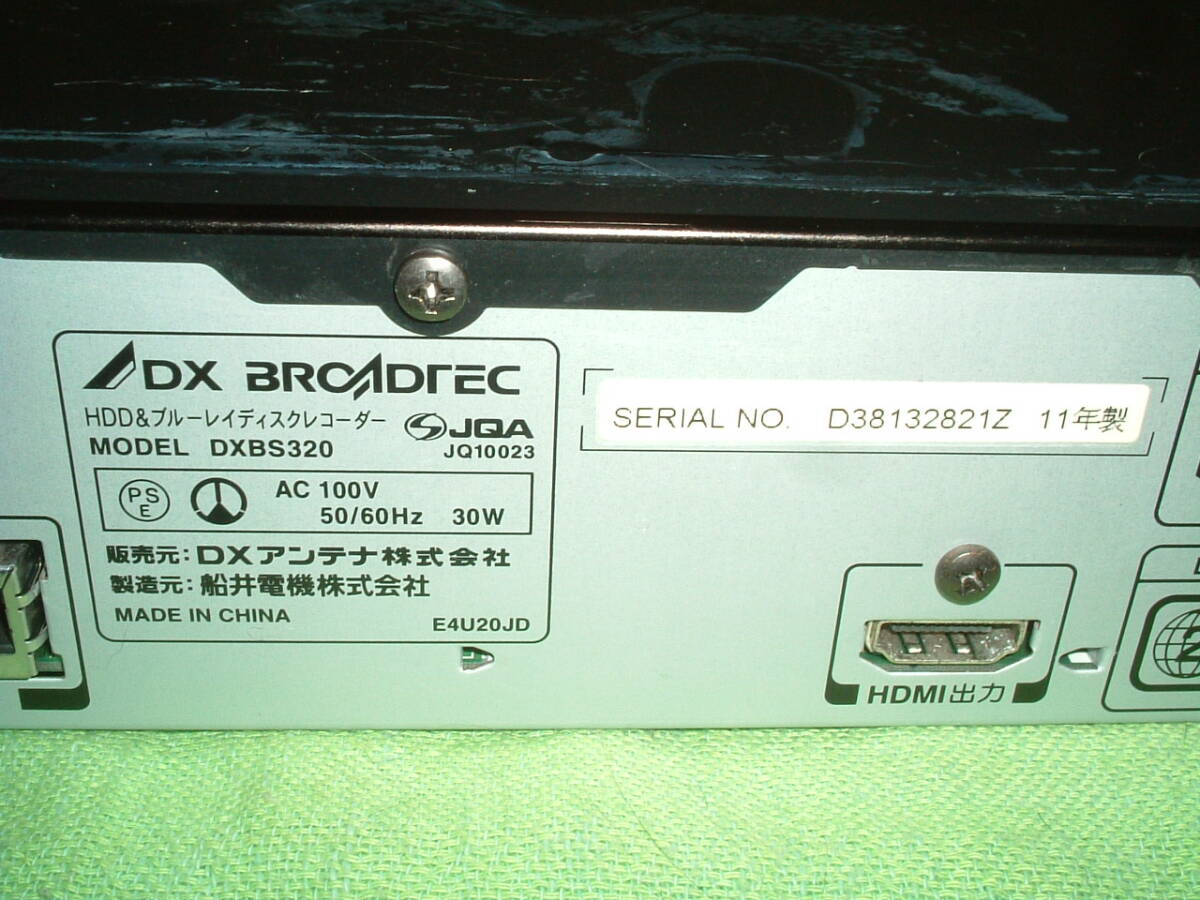 DX BROADTEC
HDD&ブルーレイディスクレコーダー
JQA
MODEL DXBS320
JQ10023
PS
E
AC 100V
50/60Hz 30W
販売元:DXアンテナ株式会社
製造元:船井電機株式会社
MADE IN CHINA
E4U20JD
SERIAL NO. D38132821Z 11年製
HDMI出力